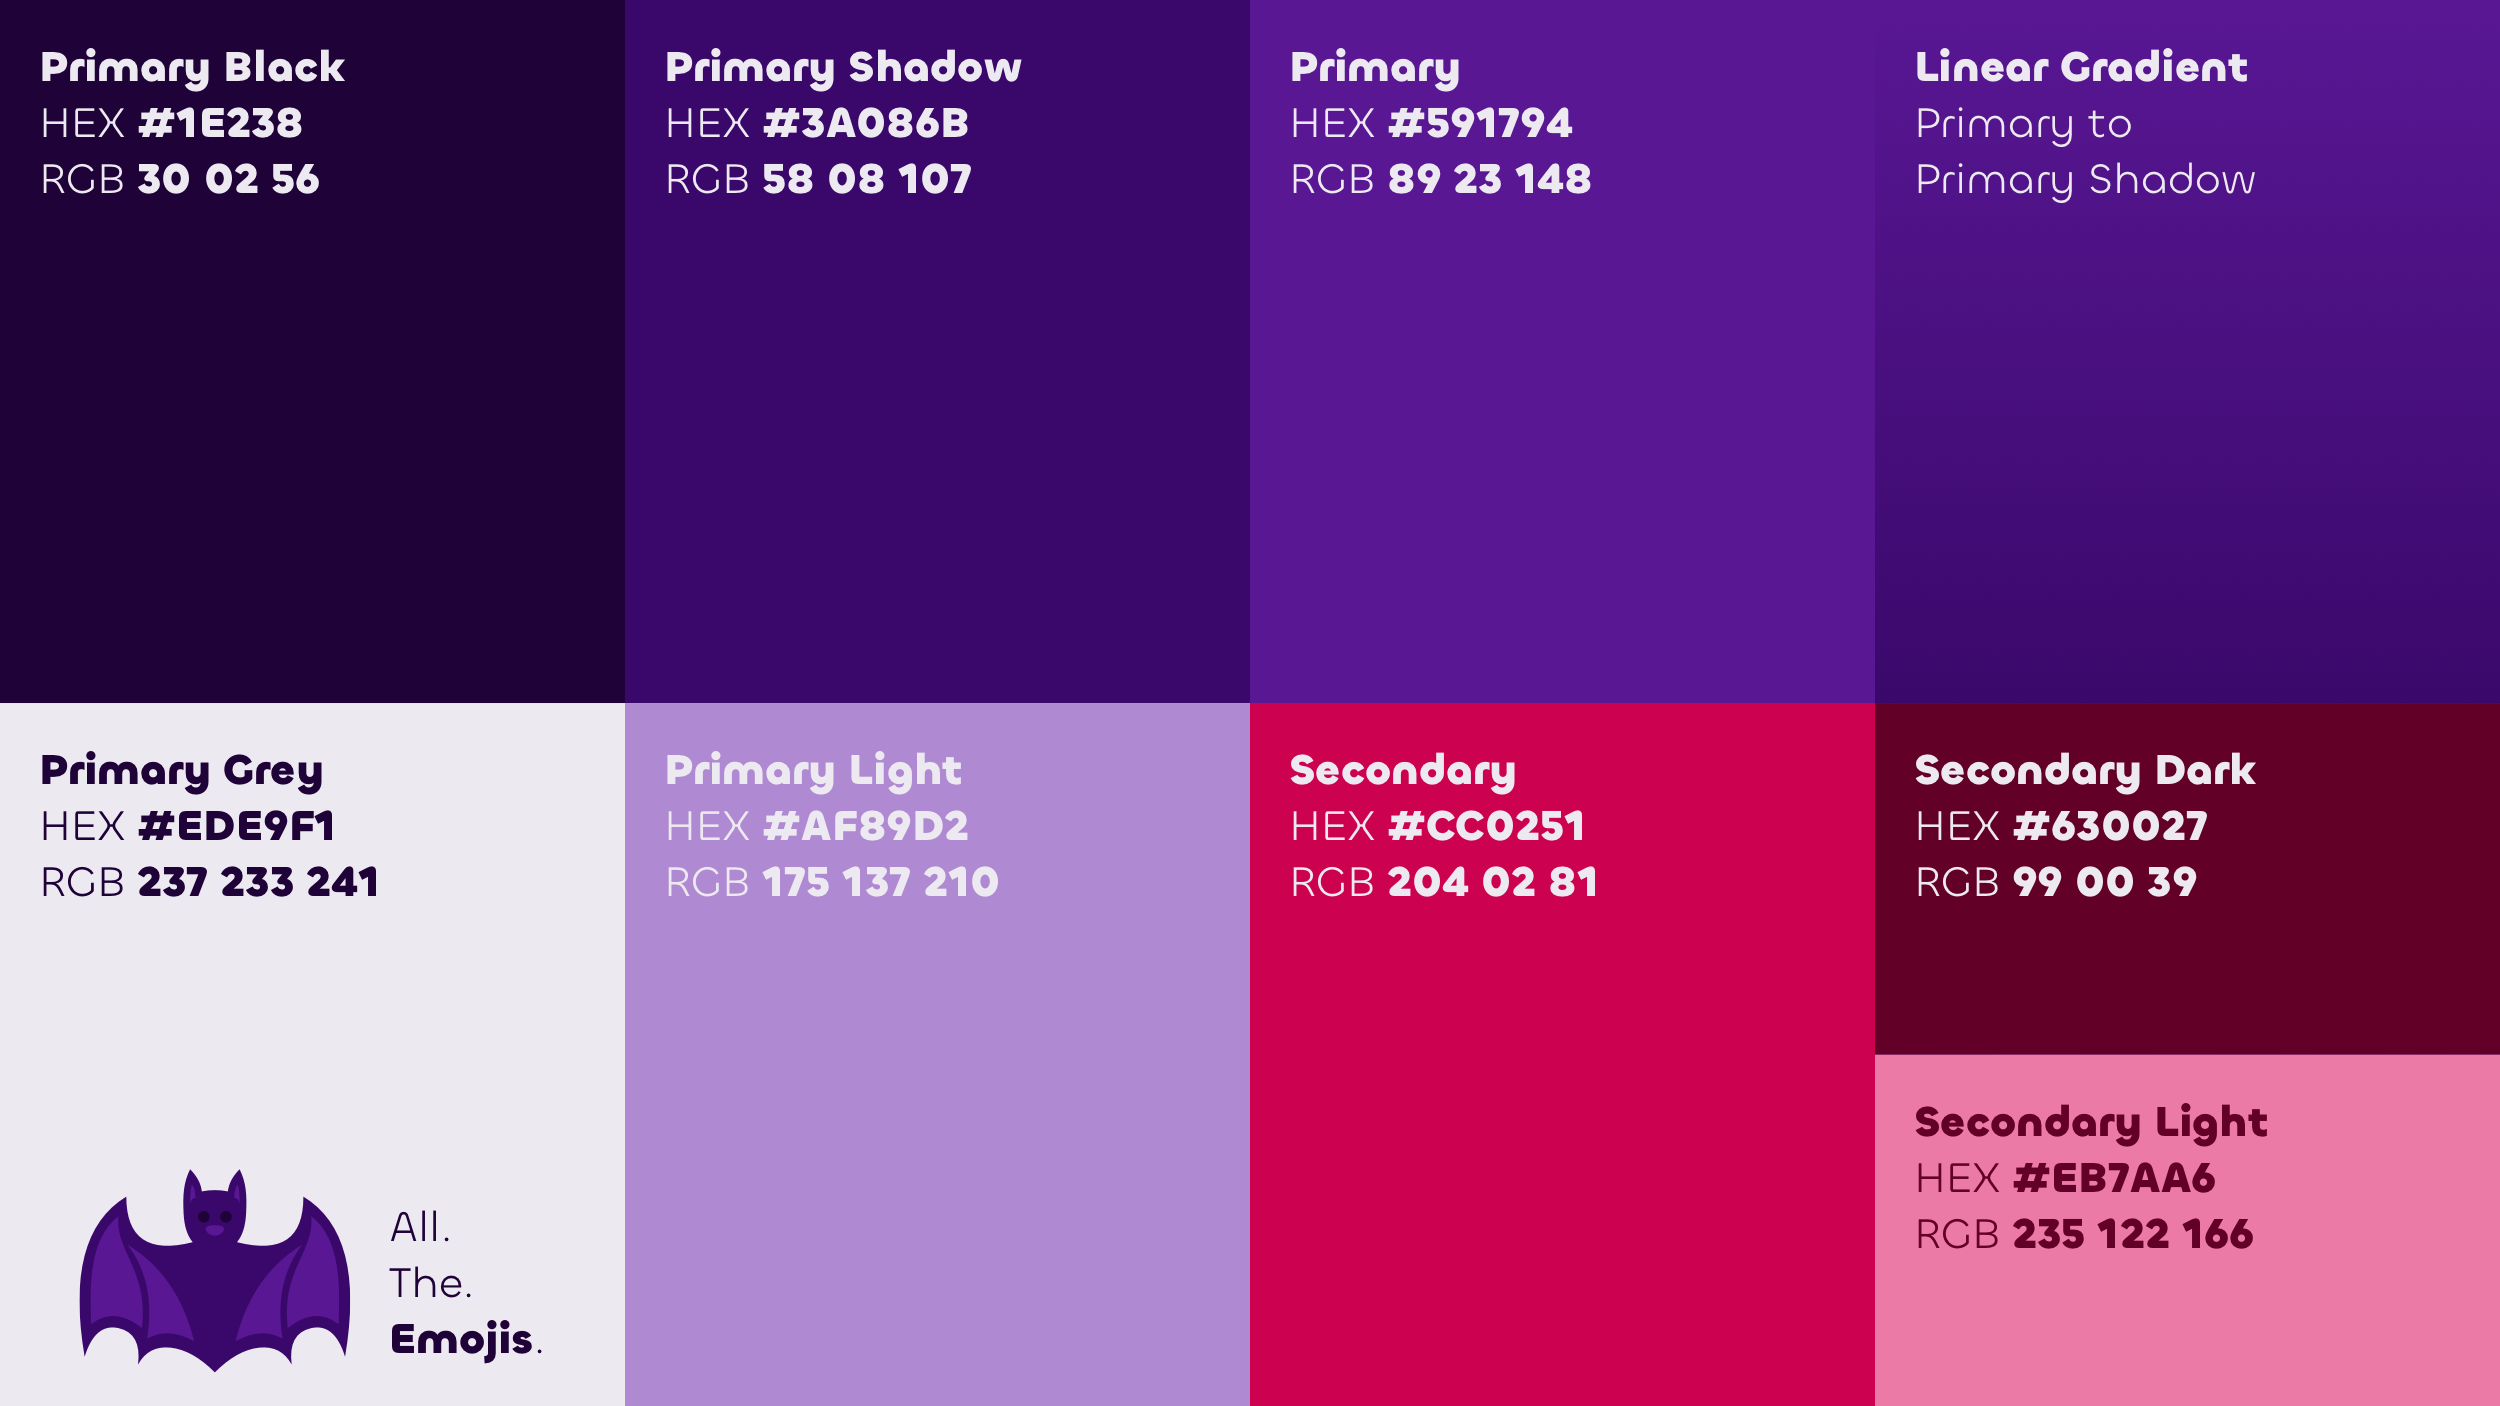 Primary Black
HEX #1E238
RGB 30 02 56
Primary Shadow
HEX #3A086B
RGB 58 08 107
Primary
HEX #591794
RGB 89 23 148
Linear Gradient
Primary to
Primary Shadow
Primary Grey
HEX #EDE9F1
RGB 237 233 241
All.
The.
Emojis.
Primary Light
HEX #AF89D2
RGB 175 137 210
Secondary
HEX #CC0251
RGB 204 02 81
Secondary Dark
HEX #630027
RGB 99 00 39
Secondary Light
HEX #EB7AA6
RGB 235 122 166